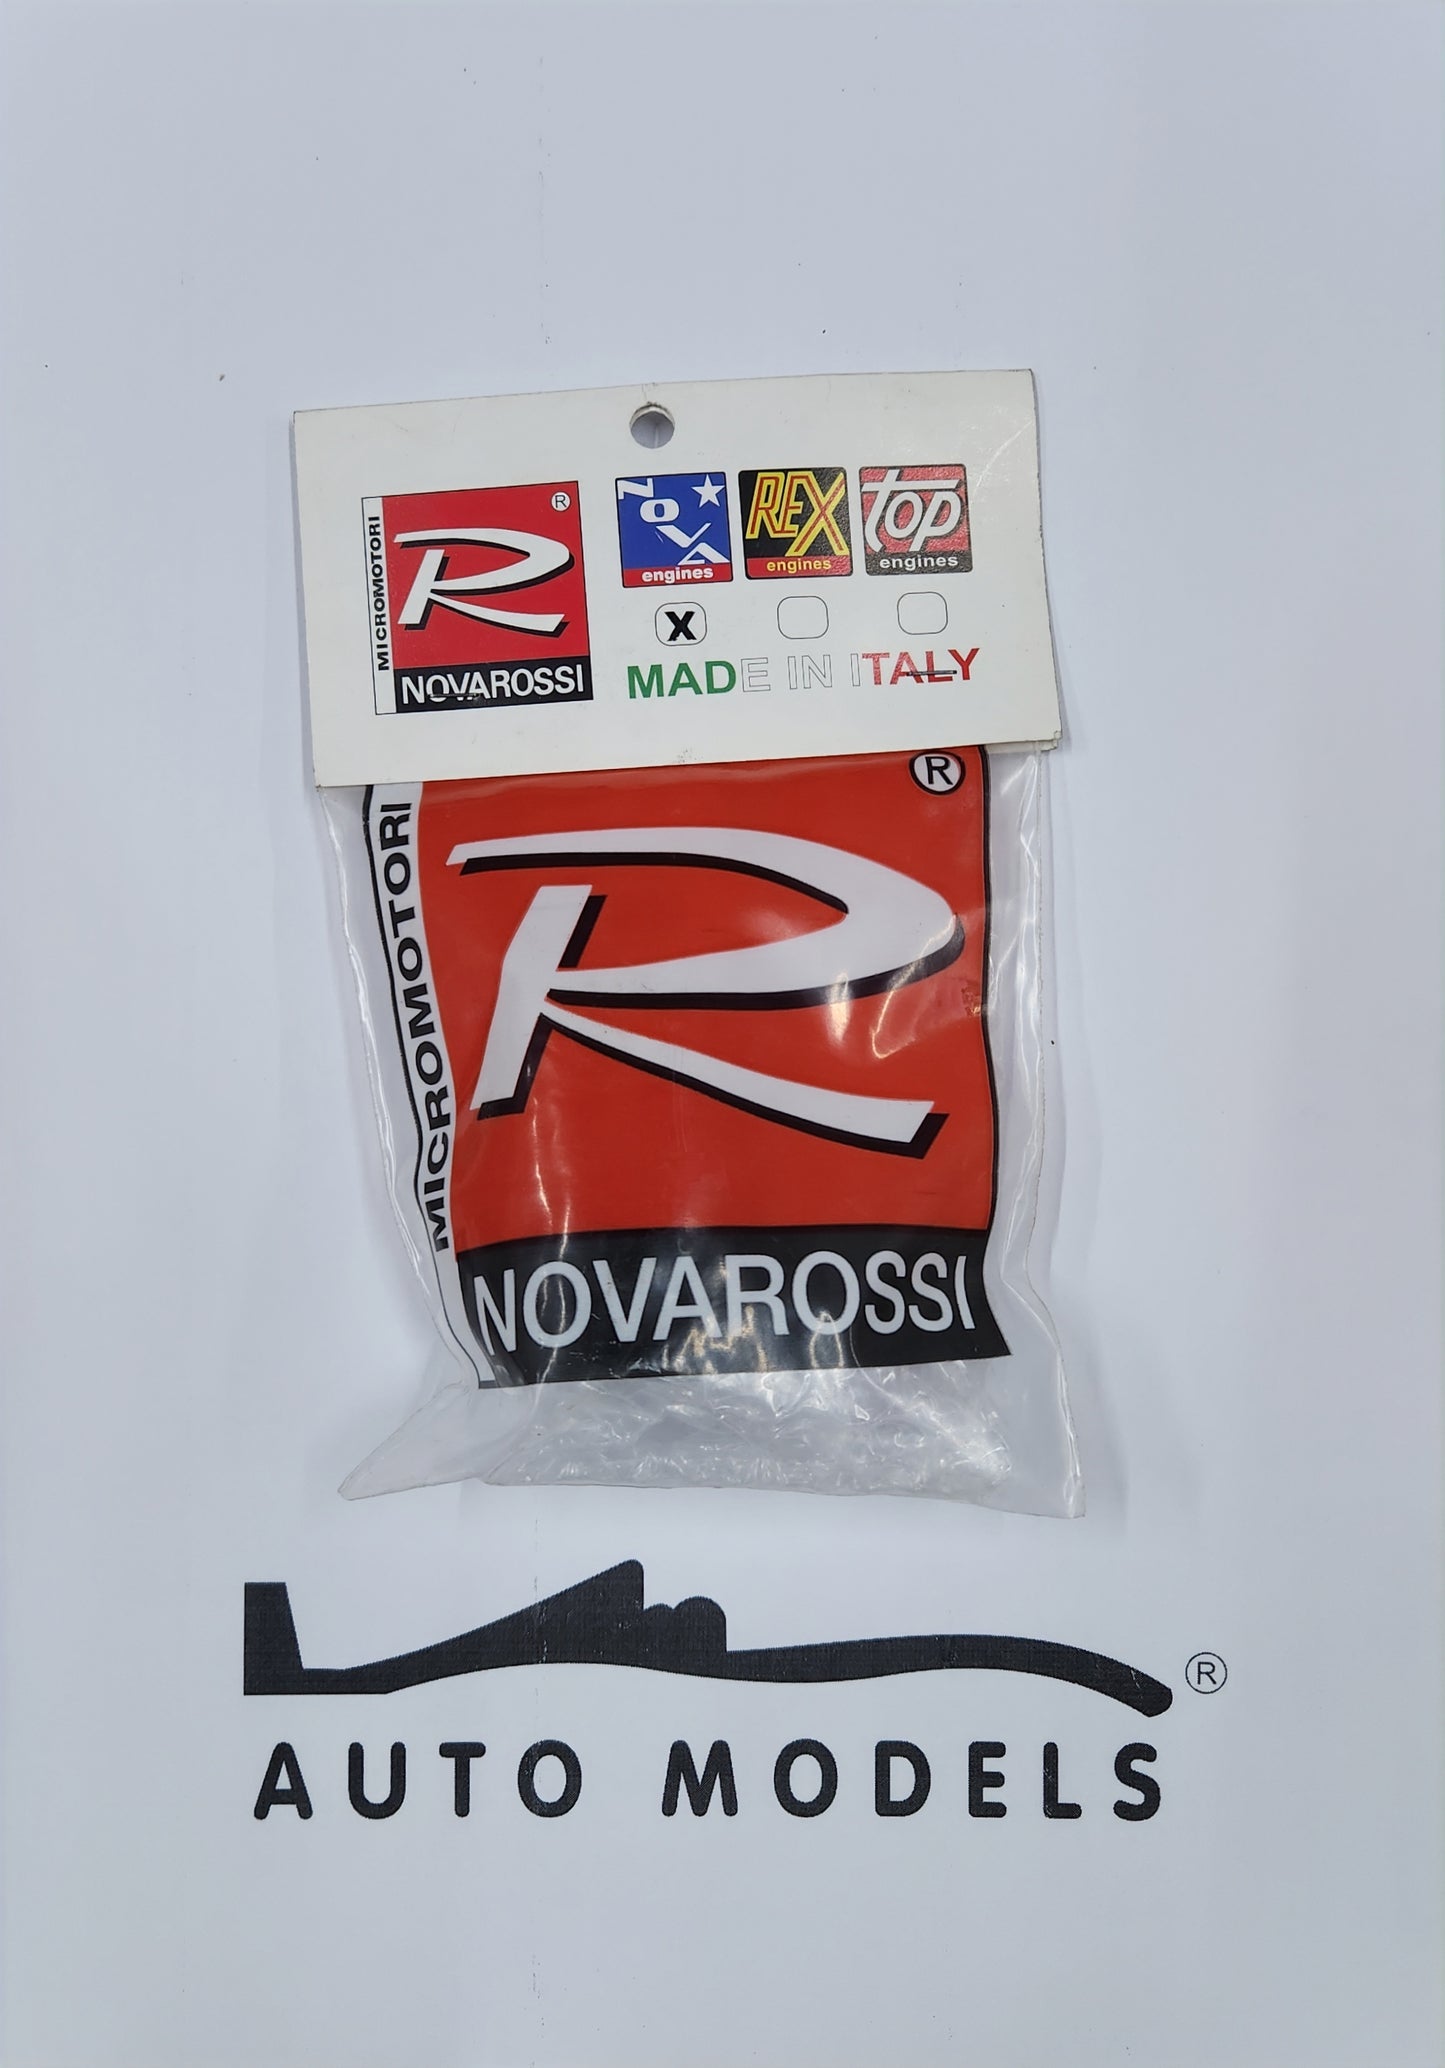 MICROMOTORI
R
®
NOVAROSSI
NOVA
engines
REX
engines
top
engines
X
MADE IN ITALY
MICROMOTORI
R
®
NOVAROSSI
®
AUTO MODELS